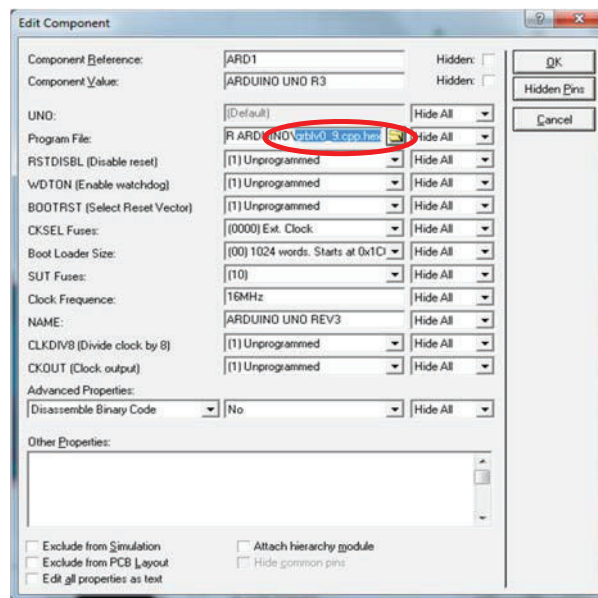 Edit Component
Component Reference: ARD1 Hidden:
Component Value: ARDUINO UNO R3 Hidden:
UNO: (Default) Hide All
Program File: R ARDUINO\grblv0_9.cpp.hex Hide All
RSTDISBL (Disable reset) (1) Unprogrammed Hide All
WDTON (Enable watchdog) (1) Unprogrammed Hide All
BOOTRST (Select Reset Vector) (1) Unprogrammed Hide All
CKSEL Fuses: (0000) Ext. Clock Hide All
Boot Loader Size: (00) 1024 words. Starts at 0x1C Hide All
SUT Fuses: (10) Hide All
Clock Frequence: 16MHz Hide All
NAME: ARDUINO UNO REV3 Hide All
CLKDIV8 (Divide clock by 8) (1) Unprogrammed Hide All
CKOUT (Clock output) (1) Unprogrammed Hide All
Advanced Properties:
Disassemble Binary Code No Hide All
Other Properties:
Exclude from Simulation Attach hierarchy module
Exclude from PCB Layout Hide common pins
Edit all properties as text
OK
Hidden Pins
Cancel